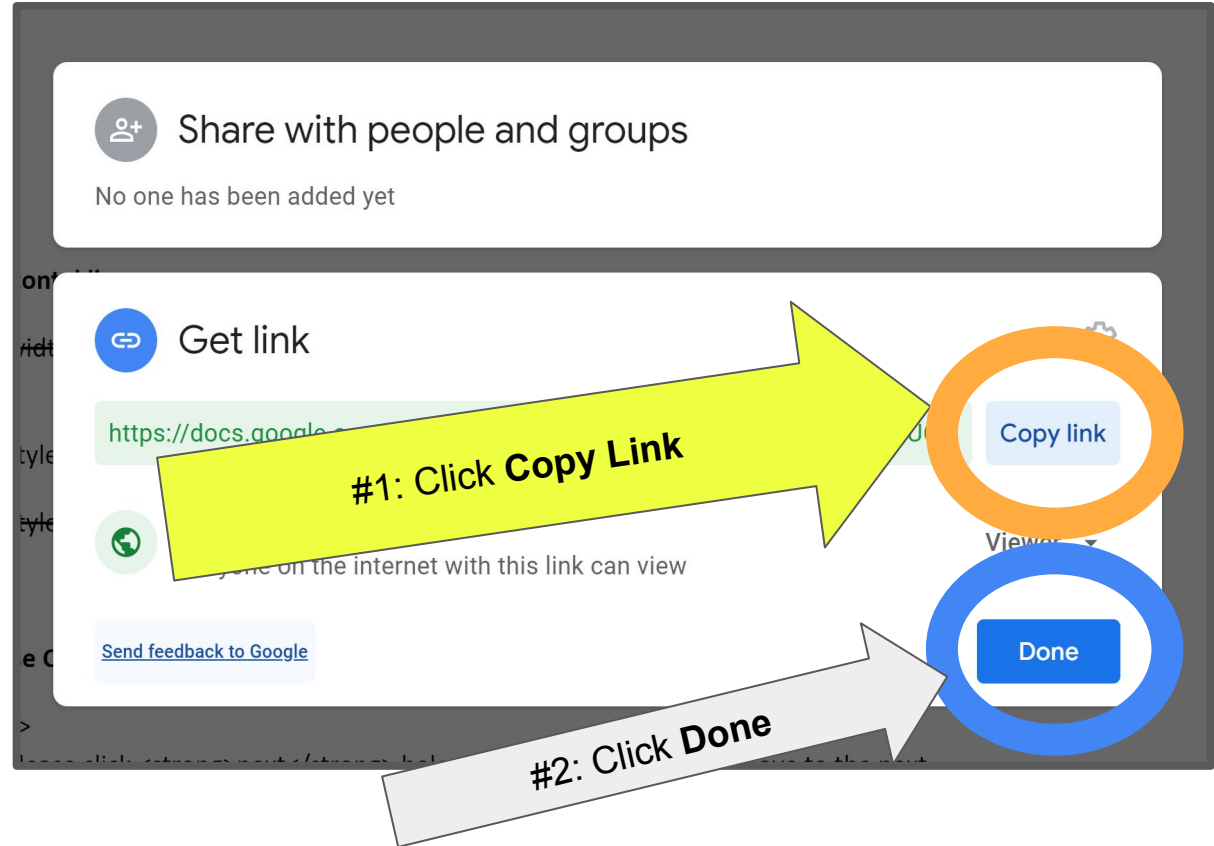 Share with people and groups
No one has been added yet
Get link
https://docs.google
Copy link
#1: Click Copy Link
Viewer
on the internet with this link can view
Send feedback to Google
Done
#2: Click Done